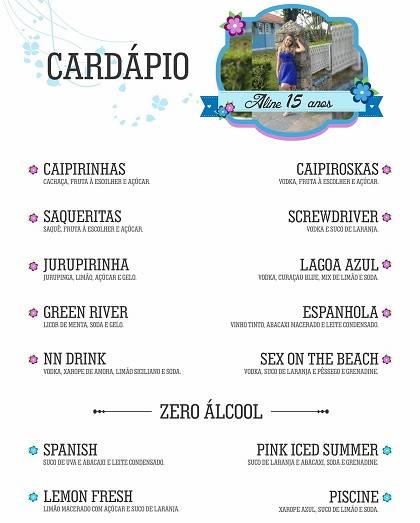 CARDÁPIO
Aline 15 anos
CAIPIRINHAS
CACHAÇA, FRUTA À ESCOLHER E AÇÚCAR.
CAIPIROSKAS
VODKA, FRUTA À ESCOLHER E AÇÚCAR.
SAQUERITAS
SAQUÊ, FRUTA À ESCOLHER E AÇÚCAR.
SCREWDRIVER
VODKA E SUCO DE LARANJA.
JURUPIRINHA
JURUPINGA, LIMÃO, AÇÚCAR E GELO.
LAGOA AZUL
VODKA, CURAÇAU BLUE, MIX DE LIMÃO E SODA.
GREEN RIVER
LICOR DE MENTA, SODA E GELO.
ESPANHOLA
VINHO TINTO, ABACAXI MACERADO E LEITE CONDENSADO.
NN DRINK
VODKA, XAROPE DE AMORA, LIMÃO SICILIANO E SODA.
SEX ON THE BEACH
VODKA, SUCO DE LARANJA E PÊSSEGO E GRENADINE.
ZERO ÁLCOOL
SPANISH
SUCO DE UVA E ABACAXI E LEITE CONDENSADO.
PINK ICED SUMMER
SUCO DE LARANJA E ABACAXI, SODA E GRENADINE.
LEMON FRESH
LIMÃO MACERADO COM AÇÚCAR E SUCO DE LARANJA.
PISCINE
XAROPE AZUL, SUCO DE LIMÃO E SODA.